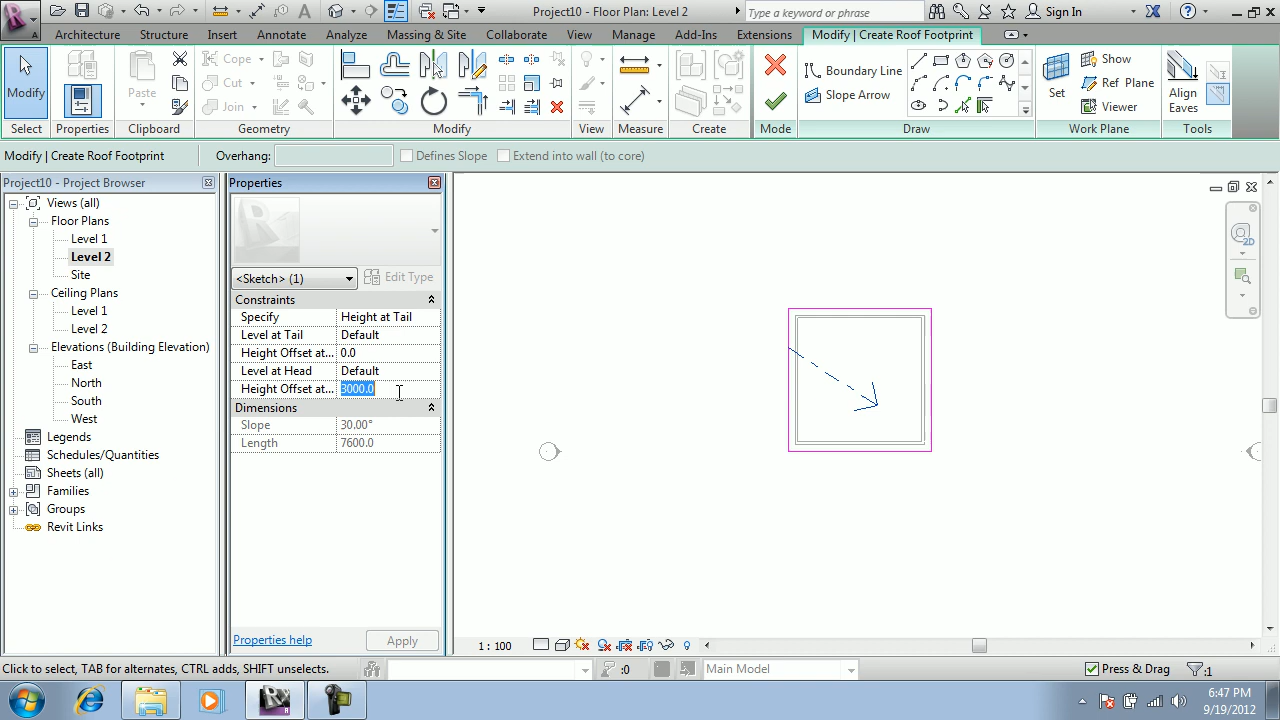 Project10 - Floor Plan: Level 2
Type a keyword or phrase
Sign In
Architecture
Structure
Insert
Annotate
Analyze
Massing & Site
Collaborate
View
Manage
Add-Ins
Extensions
Modify | Create Roof Footprint
Modify
Paste
Cope
Cut
Join
Boundary Line
Slope Arrow
Set
Show
Ref Plane
Viewer
Align
Eaves
Select
Properties
Clipboard
Geometry
Modify
View
Measure
Create
Mode
Draw
Work Plane
Tools
Modify | Create Roof Footprint
Overhang:
Defines Slope
Extend into wall (to core)
Project10 - Project Browser
Views (all)
Floor Plans
Level 1
Level 2
Site
Ceiling Plans
Level 1
Level 2
Elevations (Building Elevation)
East
North
South
West
Legends
Schedules/Quantities
Sheets (all)
Families
Groups
Revit Links
Properties
<Sketch> (1)
Edit Type
Constraints
Specify Height at Tail
Level at Tail Default
Height Offset at... 0.0
Level at Head Default
Height Offset at... 3000.0
Dimensions
Slope 30.00°
Length 7600.0
Properties help
Apply
2D
1 : 100
Click to select, TAB for alternates, CTRL adds, SHIFT unselects.
:0
Main Model
Press & Drag
:1
6:47 PM
9/19/2012